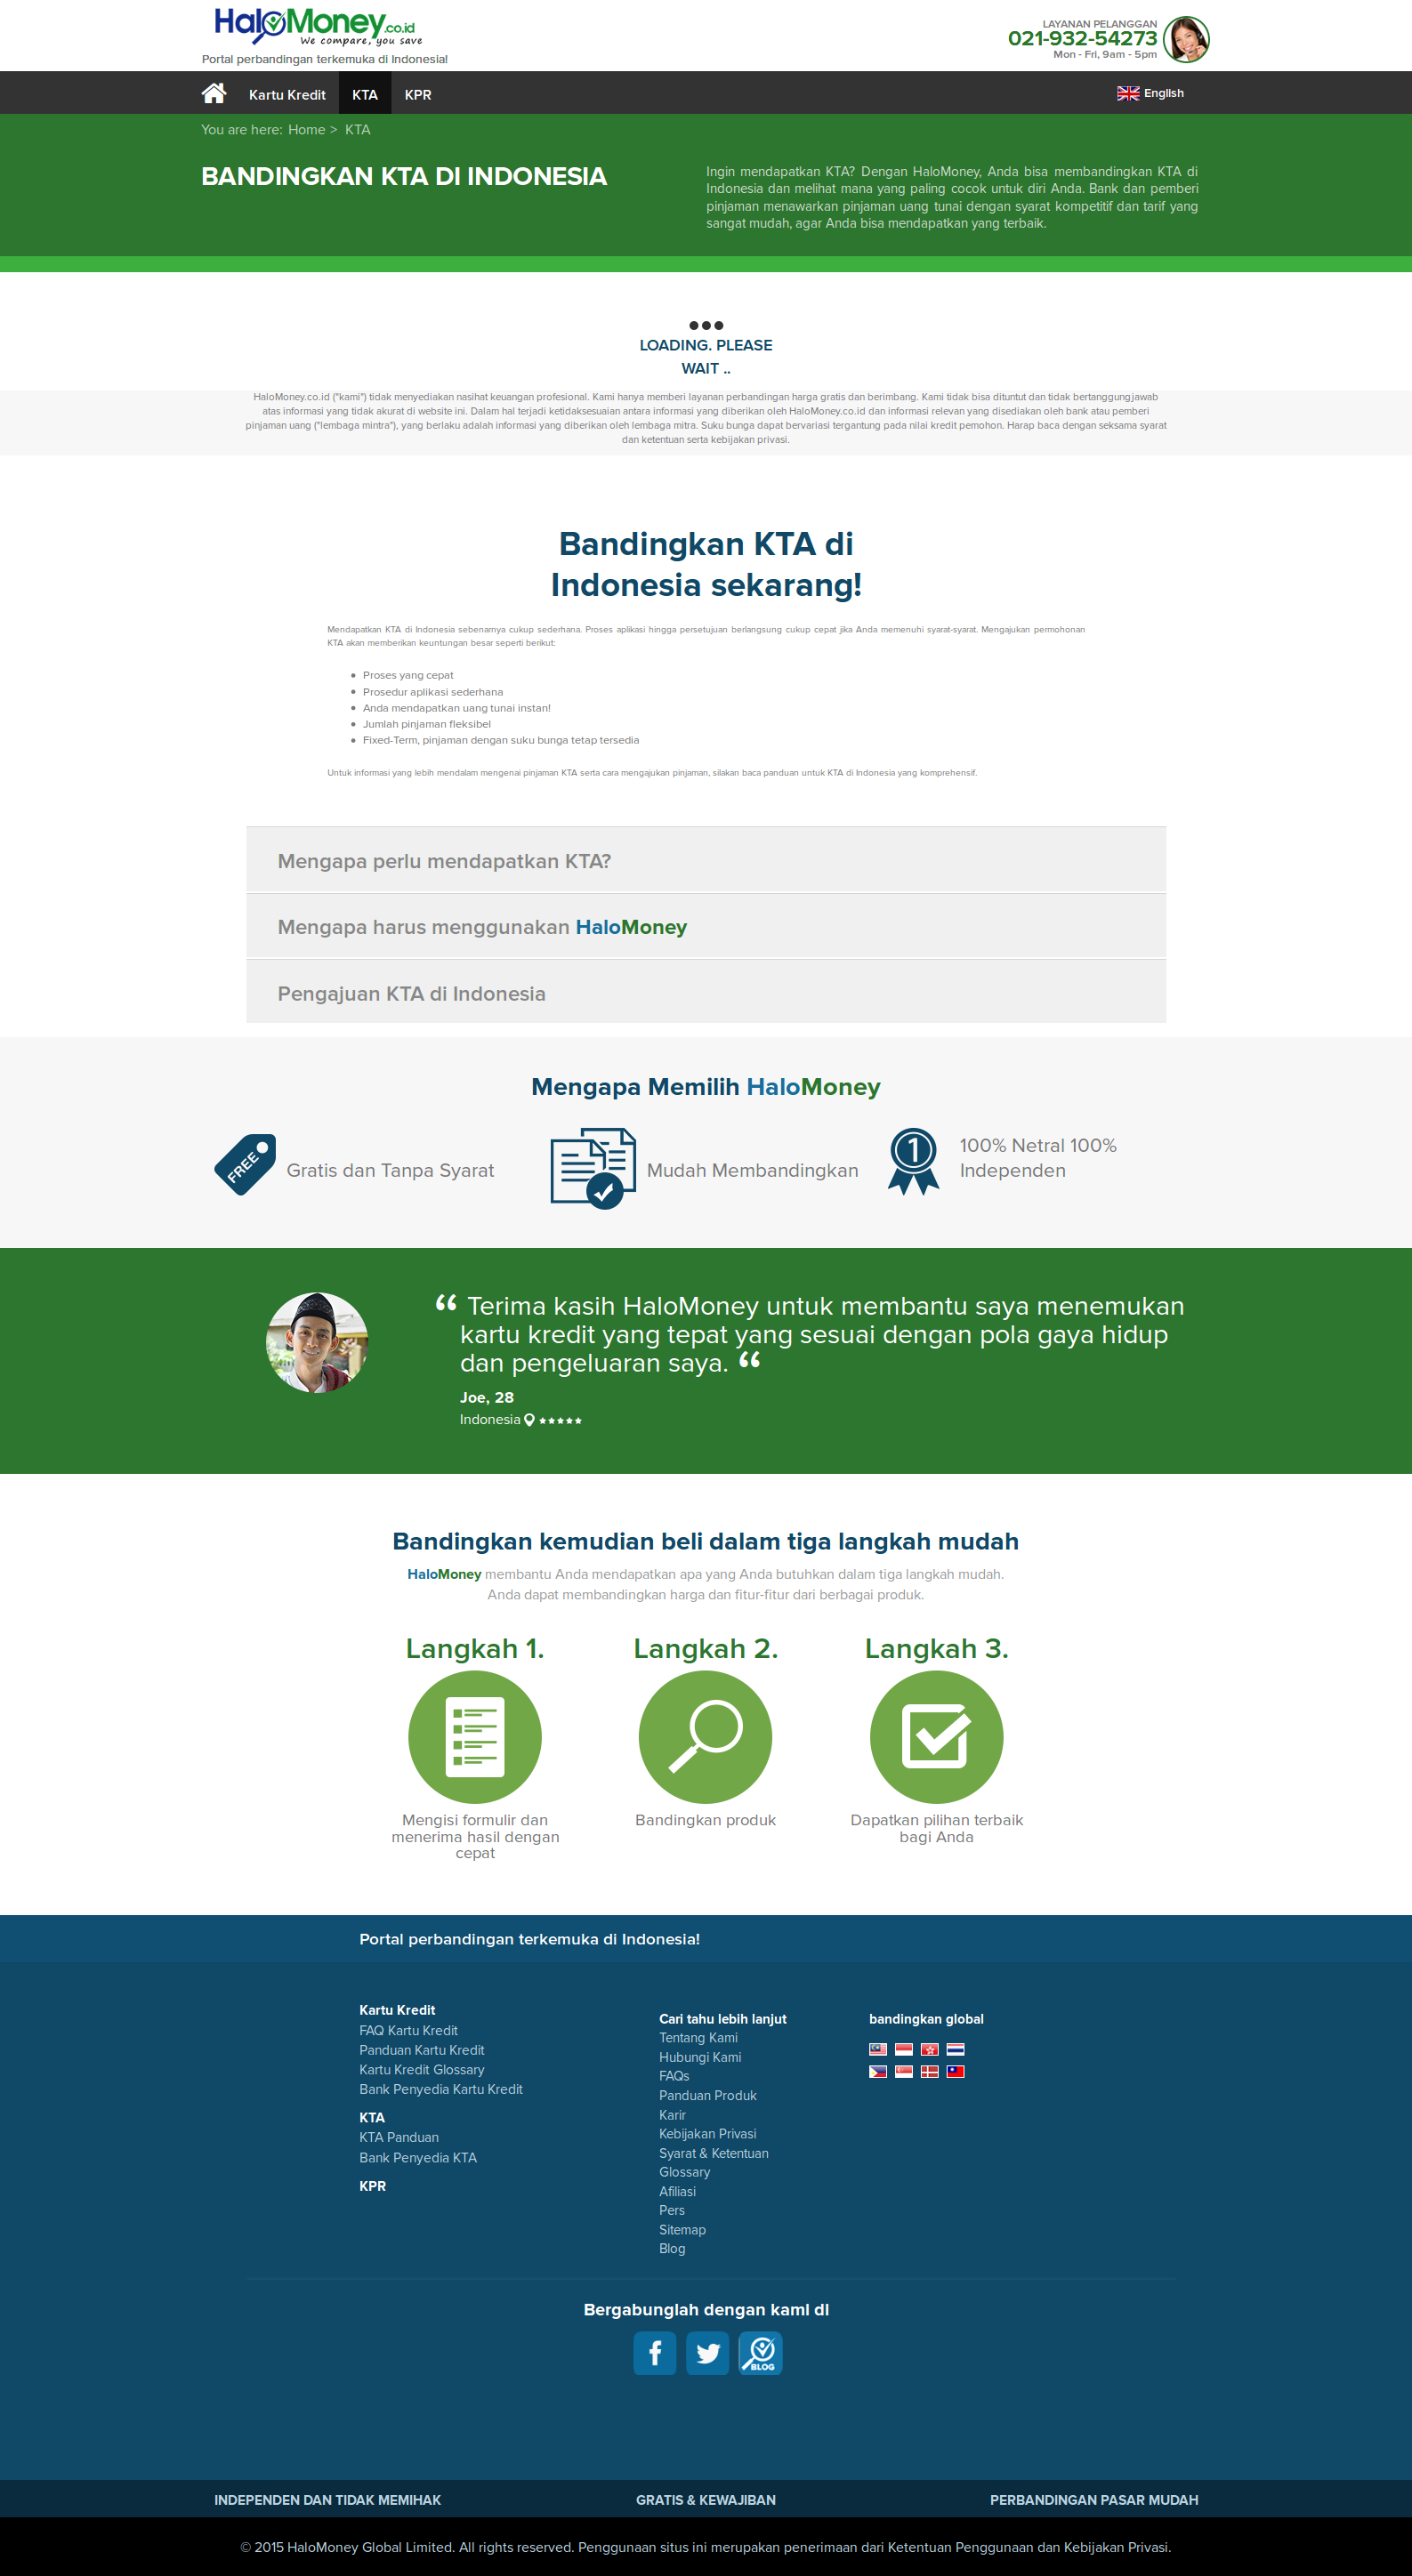 HaloMoney.co.id
We compare, you save
Portal perbandingan terkemuka di Indonesia!
LAYANAN PELANGGAN
021-932-54273
Mon - Fri, 9am - 5pm
Kartu Kredit KTA KPR
English
You are here: Home > KTA
BANDINGKAN KTA DI INDONESIA
Ingin mendapatkan KTA? Dengan HaloMoney, Anda bisa membandingkan KTA di
Indonesia dan melihat mana yang paling cocok untuk diri Anda. Bank dan pemberi
pinjaman menawarkan pinjaman uang tunai dengan syarat kompetitif dan tarif yang
sangat mudah, agar Anda bisa mendapatkan yang terbaik.
LOADING. PLEASE
WAIT ..
HaloMoney.co.id ("kami") tidak menyediakan nasihat keuangan profesional. Kami hanya memberi layanan perbandingan harga gratis dan berimbang. Kami tidak bisa dituntut dan tidak bertanggung jawab
atas informasi yang tidak akurat di website ini. Dalam hal terjadi ketidaksesuaian antara informasi yang diberikan oleh HaloMoney.co.id dan informasi relevan yang disediakan oleh bank atau pemberi
pinjaman uang ("lembaga mintra"), yang berlaku adalah informasi yang diberikan oleh lembaga mitra. Suku bunga dapat bervariasi tergantung pada nilai kredit pemohon. Harap baca dengan seksama syarat
dan ketentuan serta kebijakan privasi.
Bandingkan KTA di
Indonesia sekarang!
Mendapatkan KTA di Indonesia sebenarnya cukup sederhana. Proses aplikasi hingga persetujuan berlangsung cukup cepat jika Anda memenuhi syarat-syarat. Mengajukan permohonan
KTA akan memberikan keuntungan besar seperti berikut:
• Proses yang cepat
• Prosedur aplikasi sederhana
• Anda mendapatkan uang tunai instan!
• Jumlah pinjaman fleksibel
• Fixed-Term, pinjaman dengan suku bunga tetap tersedia
Untuk informasi yang lebih mendalam mengenai pinjaman KTA serta cara mengajukan pinjaman, silakan baca panduan untuk KTA di Indonesia yang komprehensif.
Mengapa perlu mendapatkan KTA?
Mengapa harus menggunakan HaloMoney
Pengajuan KTA di Indonesia
Mengapa Memilih HaloMoney
FREE
Gratis dan Tanpa Syarat
Mudah Membandingkan
1
100% Netral 100%
Independen
“ Terima kasih HaloMoney untuk membantu saya menemukan
kartu kredit yang tepat yang sesuai dengan pola gaya hidup
dan pengeluaran saya. “
Joe, 28
Indonesia
Bandingkan kemudian beli dalam tiga langkah mudah
HaloMoney membantu Anda mendapatkan apa yang Anda butuhkan dalam tiga langkah mudah.
Anda dapat membandingkan harga dan fitur-fitur dari berbagai produk.
Langkah 1.
Mengisi formulir dan
menerima hasil dengan
cepat
Langkah 2.
Bandingkan produk
Langkah 3.
Dapatkan pilihan terbaik
bagi Anda
Portal perbandingan terkemuka di Indonesia!
Kartu Kredit
FAQ Kartu Kredit
Panduan Kartu Kredit
Kartu Kredit Glossary
Bank Penyedia Kartu Kredit
KTA
KTA Panduan
Bank Penyedia KTA
KPR
Cari tahu lebih lanjut
Tentang Kami
Hubungi Kami
FAQs
Panduan Produk
Karir
Kebijakan Privasi
Syarat & Ketentuan
Glossary
Afiliasi
Pers
Sitemap
Blog
bandingkan global
Bergabunglah dengan kami di
BLOG
INDEPENDEN DAN TIDAK MEMIHAK
GRATIS & KEWAJIBAN
PERBANDINGAN PASAR MUDAH
© 2015 HaloMoney Global Limited. All rights reserved. Penggunaan situs ini merupakan penerimaan dari Ketentuan Penggunaan dan Kebijakan Privasi.